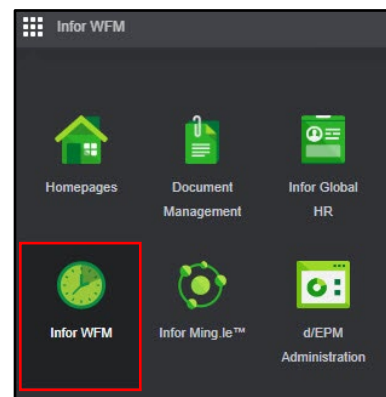 Infor WFM
Homepages
Document
Management
Infor Global
HR
Infor WFM
Infor Ming.le™
d/EPM
Administration